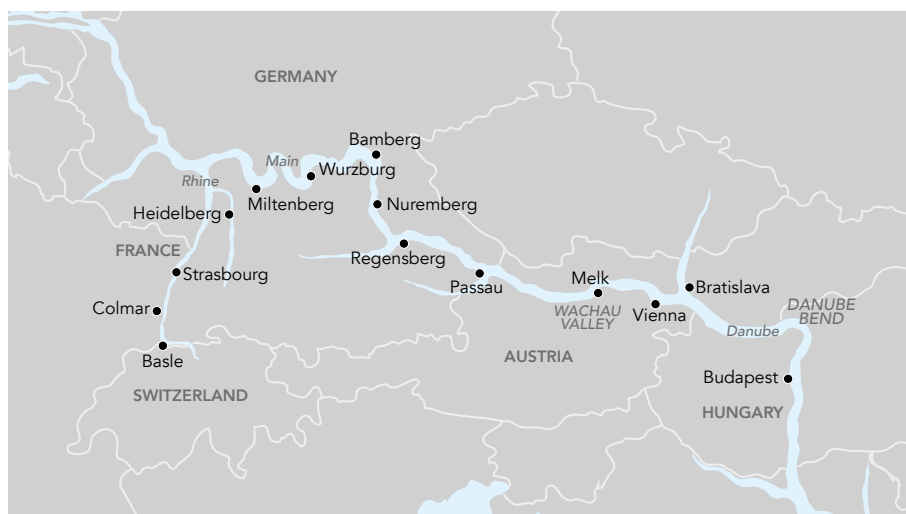 GERMANY
Bamberg
Main
Wurzburg
Rhine
Miltenberg
Heidelberg
Nuremberg
FRANCE
Regensberg
Strasbourg
Passau
Melk
Bratislava
Colmar
WACHAU
VALLEY
Vienna
DANUBE
BEND
Danube
Basle
AUSTRIA
Budapest
SWITZERLAND
HUNGARY